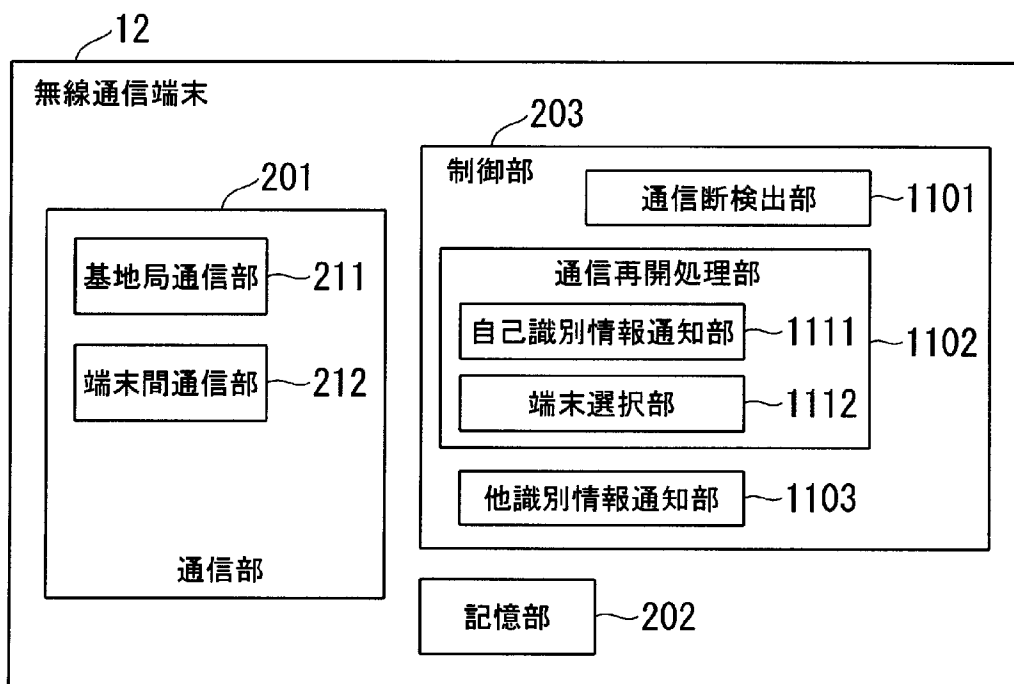 12
無線通信端末
203
制御部
201
通信断検出部
1101
基地局通信部
211
通信再開処理部
自己識別情報通知部
1111
1102
端末間通信部
212
端末選択部
1112
他識別情報通知部
1103
通信部
記憶部
202